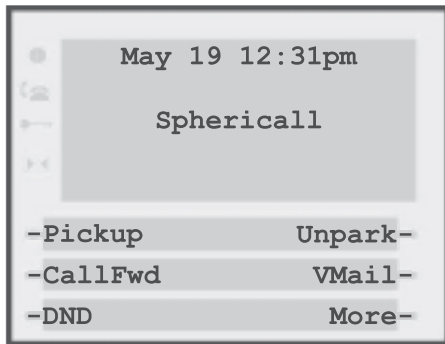 May 19 12:31pm
Sphericall
-Pickup Unpark-
-CallFwd VMail-
-DND More-